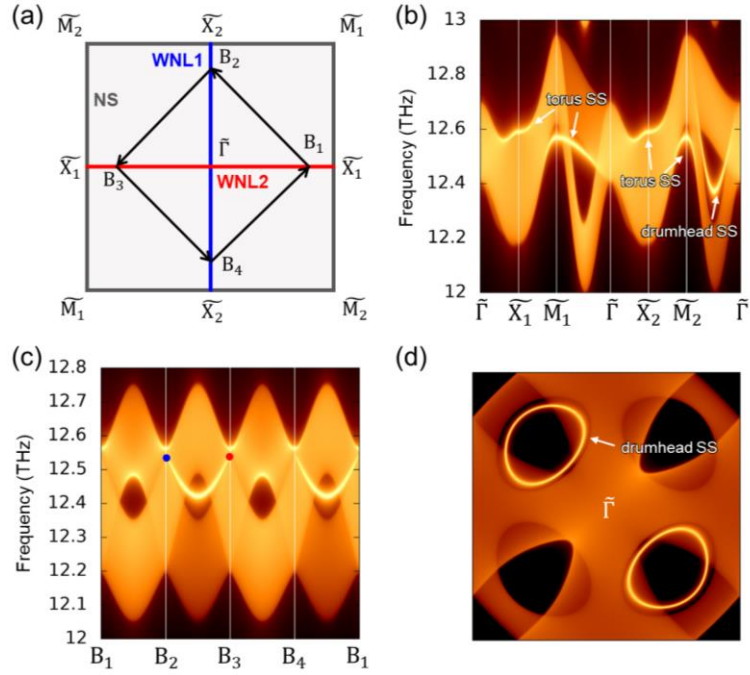 (a)
M̃₂ X̃₂ M̃₁
WNL1 B₂
NS
Γ̃ B₁
X̃₁ X̃₁
B₃ WNL2
B₄
M̃₁ X̃₂ M̃₂
(b)
Frequency (THz)
13
12.8
12.6
12.4
12.2
12
torus SS
torus SS
drumhead SS
Γ̃ X̃₁ M̃₁ Γ̃ X̃₂ M̃₂ Γ̃
(c)
Frequency (THz)
12.8
12.7
12.6
12.5
12.4
12.3
12.2
12.1
12
B₁ B₂ B₃ B₄ B₁
(d)
drumhead SS
Γ̃